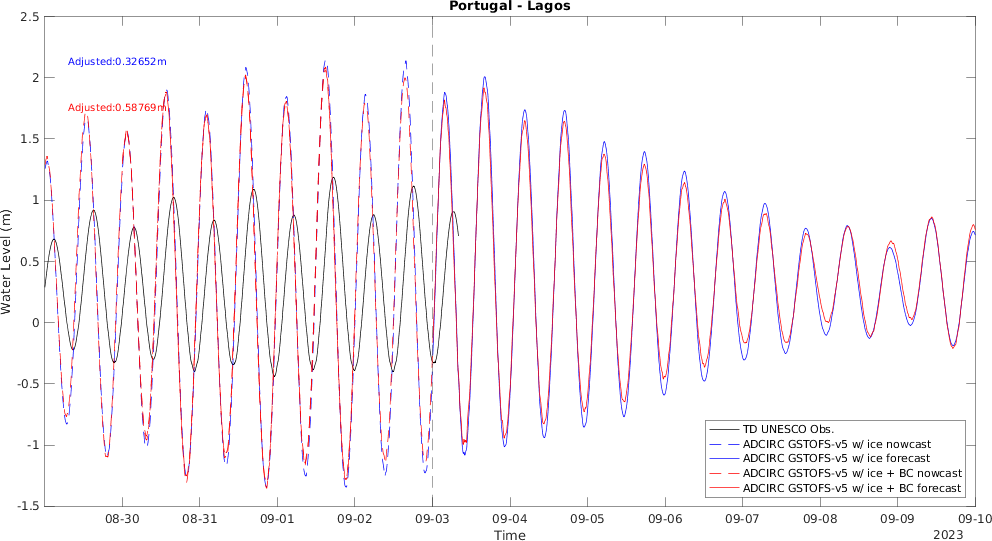 Portugal - Lagos
2.5
2
1.5
1
0.5
0
-0.5
-1
-1.5
Water Level (m)
Adjusted:0.32652m
Adjusted:0.58769m
TD UNESCO Obs.
ADCIRC GSTOFS-v5 w/ ice nowcast
ADCIRC GSTOFS-v5 w/ ice forecast
ADCIRC GSTOFS-v5 w/ ice + BC nowcast
ADCIRC GSTOFS-v5 w/ ice + BC forecast
08-30 08-31 09-01 09-02 09-03 09-04 09-05 09-06 09-07 09-08 09-09 09-10
Time
2023